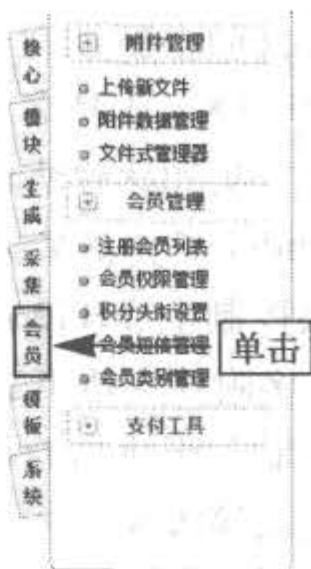 核心
模块
生成
采集
会员
模板
系统
附件管理
上传新文件
附件数据管理
文件式管理器
会员管理
注册会员列表
会员权限管理
积分头衔设置
会员短信管理
会员类别管理
支付工具
单击